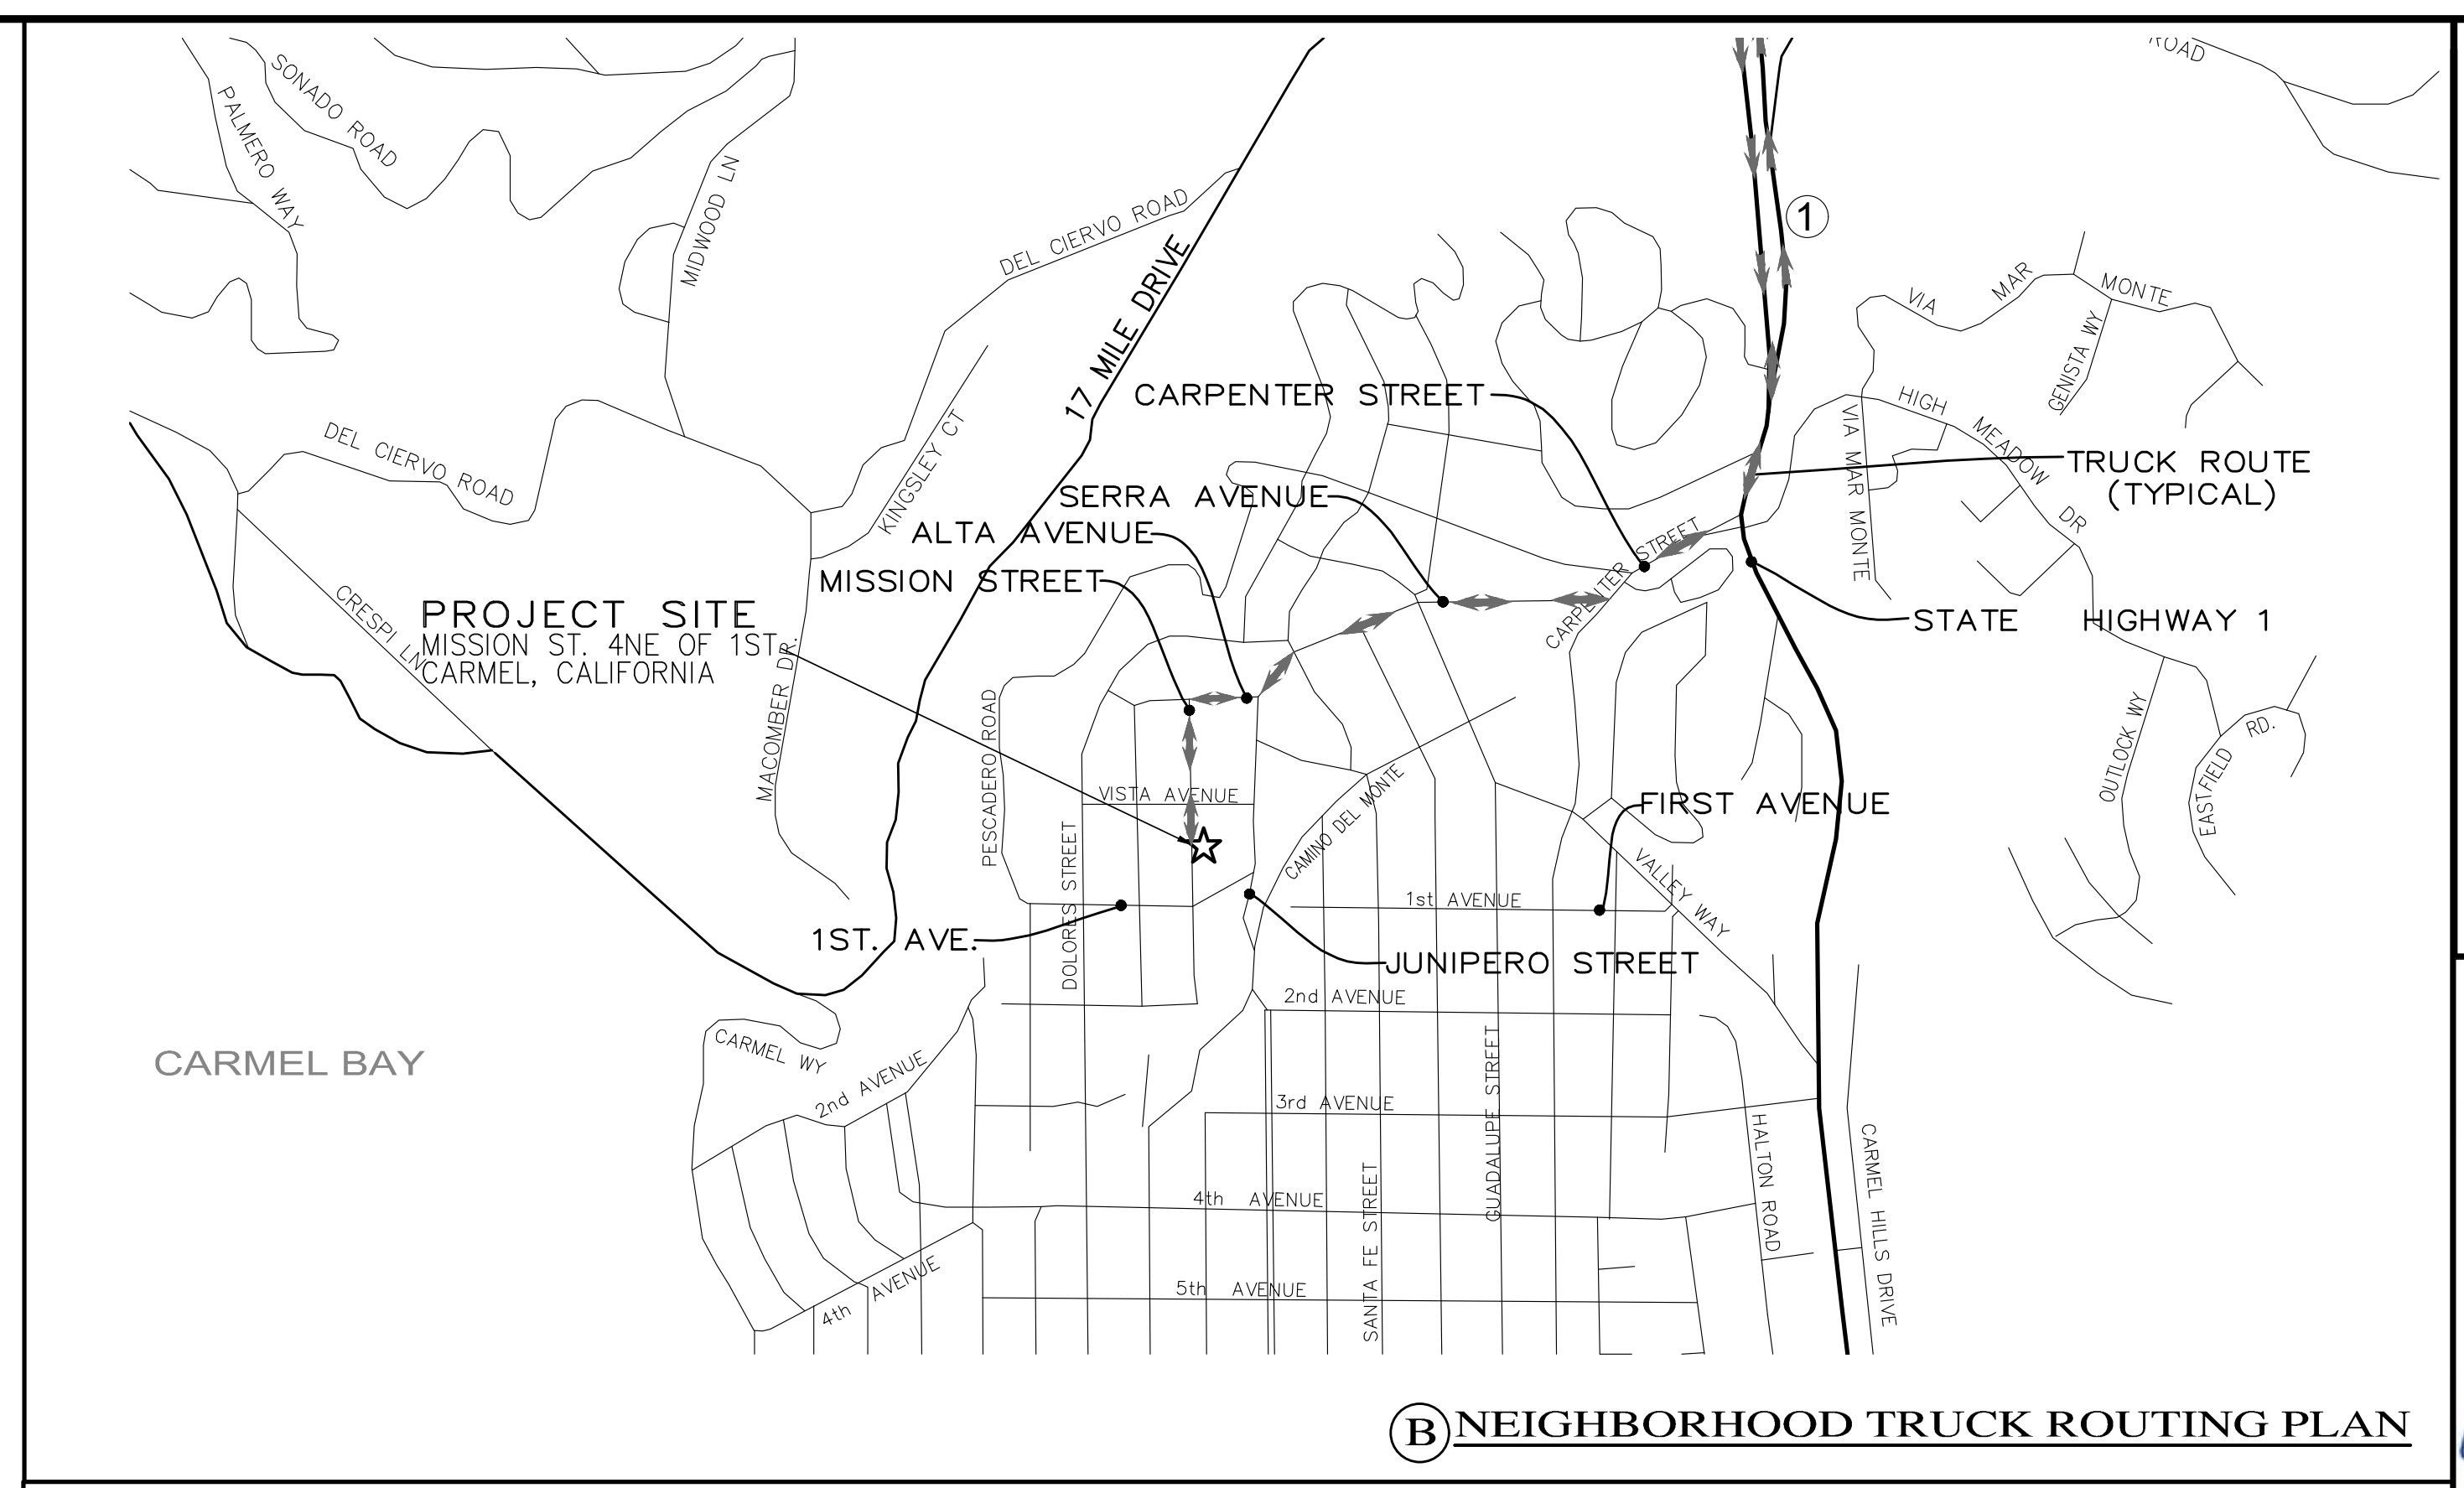 ROAD
SONADO ROAD
PALMERO WAY
MIDWOOD LN
DEL CIERVO ROAD
17 MILE DRIVE
1
VIA MAR MONTE
GENISTA WY
CARPENTER STREET
HIGH MEADOW DR
VIA MAR MONTE
DEL CIERVO ROAD
KINGSLEY CT
TRUCK ROUTE
(TYPICAL)
SERRA AVENUE
ALTA AVENUE
MISSION STREET
CARPENTER STREET
PROJECT SITE
MISSION ST. 4NE OF 1ST.
CARMEL, CALIFORNIA
CRESPI LN
STATE HIGHWAY 1
MACOMBER DR.
PESCADERO ROAD
OUTLOCK WY
EASTFIELD RD.
VISTA AVENUE
CAMINO DEL MONTE
FIRST AVENUE
DOLORES STREET
VALLEY WAY
1st AVENUE
1ST. AVE.
JUNIPERO STREET
2nd AVENUE
CARMEL BAY
CARMEL WY
2nd AVENUE
GUADALUPE STREET
3rd AVENUE
HALTON ROAD
CARMEL HILLS DRIVE
4th AVENUE
SANTA FE STREET
4th AVENUE
5th AVENUE
B NEIGHBORHOOD TRUCK ROUTING PLAN